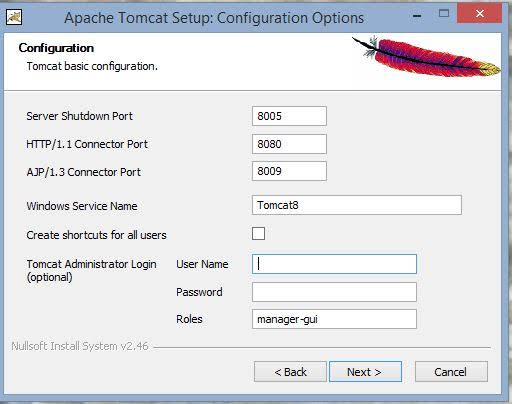 Apache Tomcat Setup: Configuration Options
Configuration
Tomcat basic configuration.
Server Shutdown Port 8005
HTTP/1.1 Connector Port 8080
AJP/1.3 Connector Port 8009
Windows Service Name Tomcat8
Create shortcuts for all users
Tomcat Administrator Login User Name
(optional)
Password
Roles manager-gui
Nullsoft Install System v2.46
< Back Next > Cancel